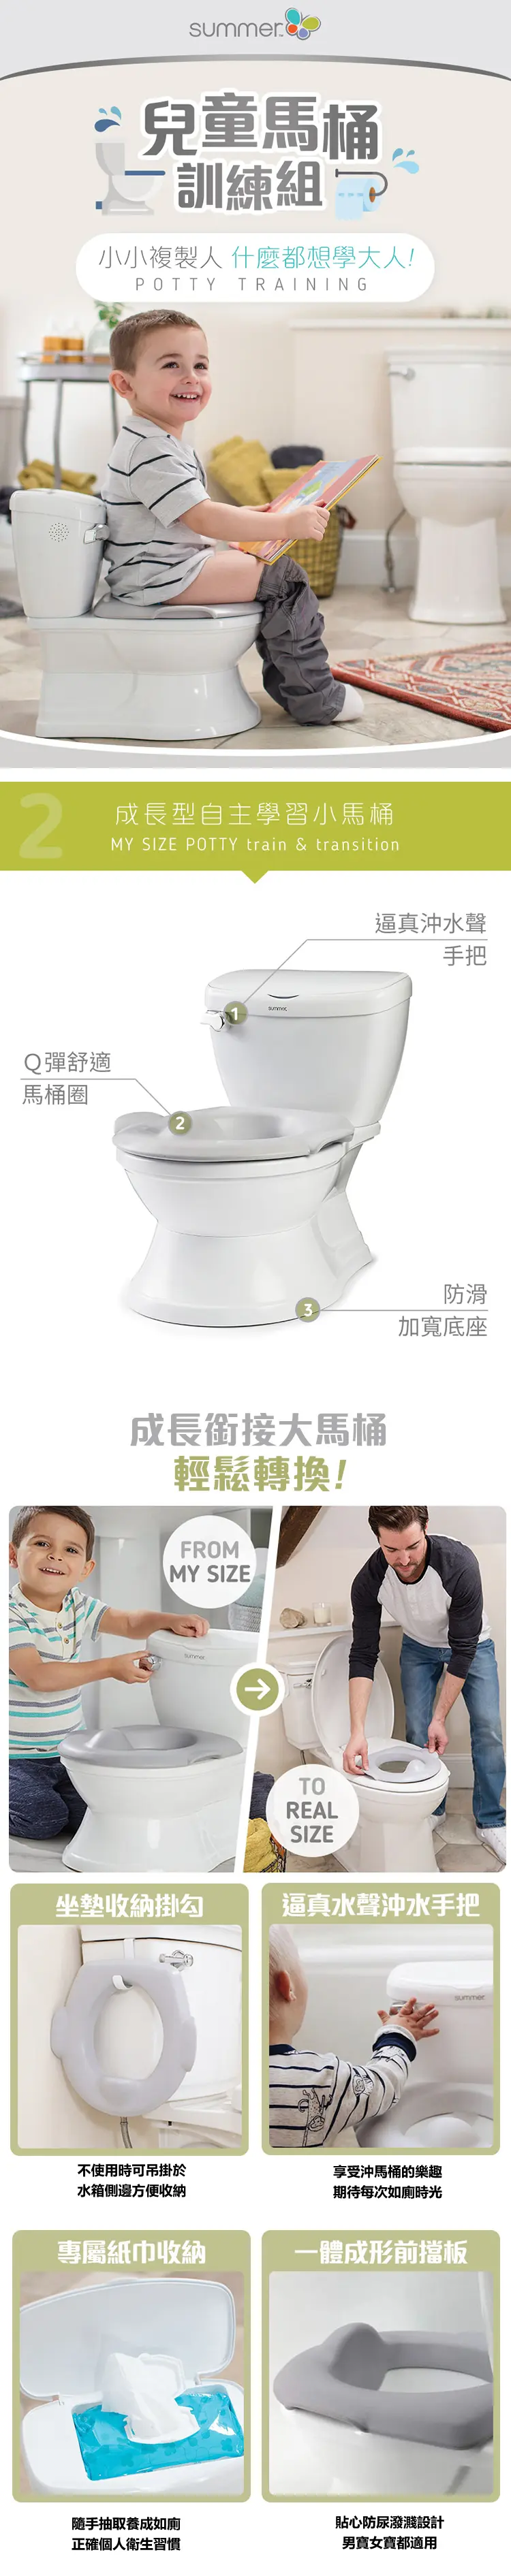 summer
兒童馬桶
訓練組
小小複製人 什麼都想學大人!
POTTY TRAINING
2
成長型自主學習小馬桶
MY SIZE POTTY train & transition
逼真沖水聲
手把
1
summer
Q彈舒適
馬桶圈
2
防滑
加寬底座
3
成長銜接大馬桶
輕鬆轉換!
FROM
MY SIZE
summer
TO
REAL
SIZE
坐墊收納掛勾
不使用時可吊掛於
水箱側邊方便收納
逼真水聲沖水手把
summer
享受沖馬桶的樂趣
期待每次如廁時光
專屬紙巾收納
隨手抽取養成如廁
正確個人衛生習慣
一體成形前擋板
貼心防尿潑濺設計
男寶女寶都適用